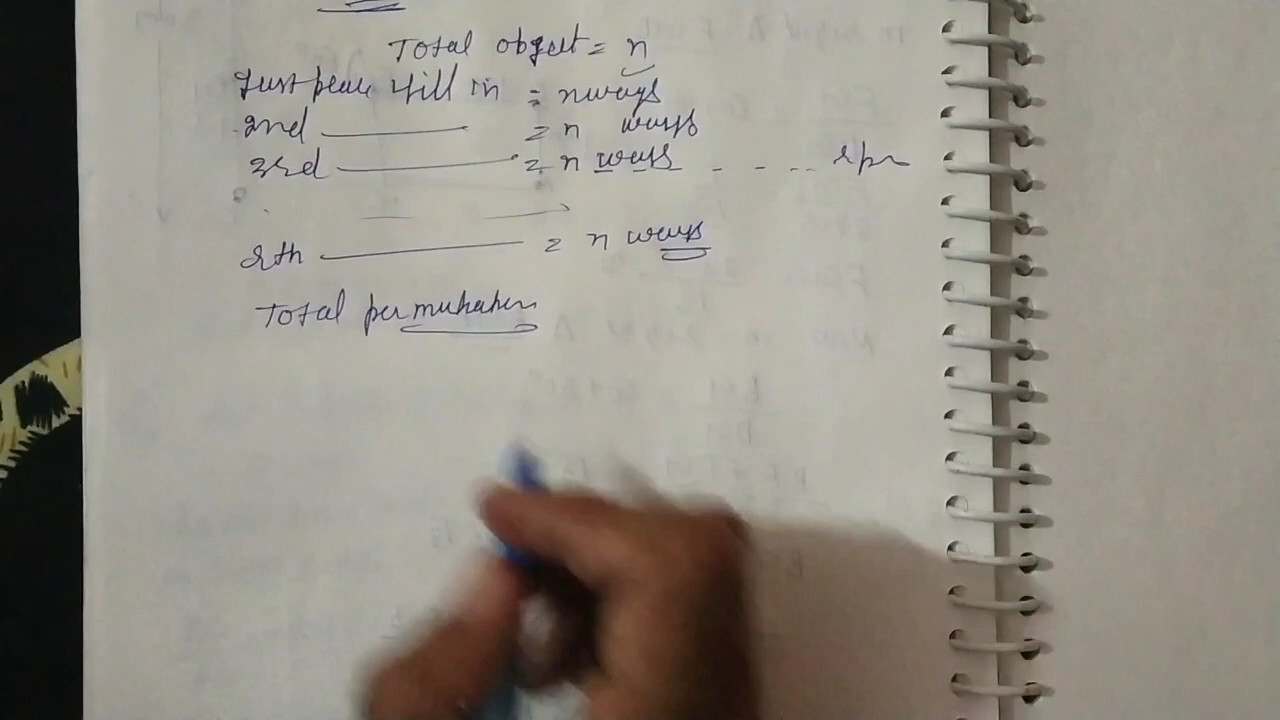 Total object = n
first place fill in = n ways
2nd ——— = n ways
3rd ——— = n ways - - - -
rth ——— = n ways
Total permutation